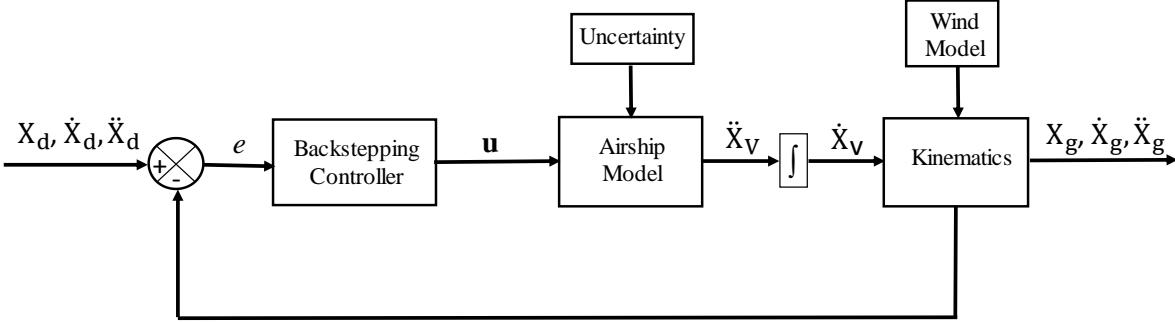 Uncertainty
Wind
Model
X_d, Ẋ_d, Ẍ_d
+
-
e
Backstepping
Controller
u
Airship
Model
Ẍ_V
∫
Ẋ_V
Kinematics
X_g, Ẋ_g, Ẍ_g